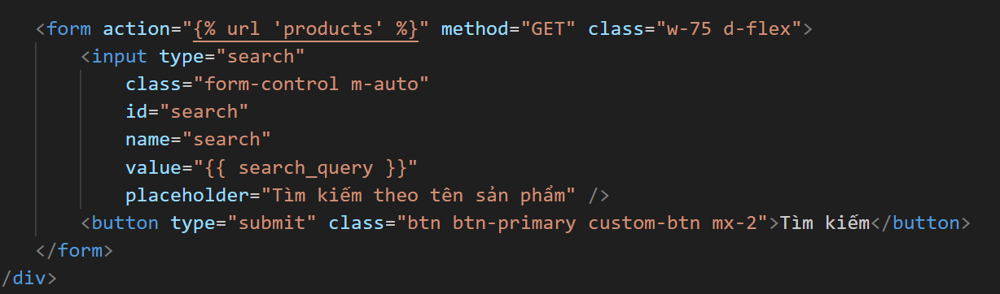 <form action="{% url 'products' %}" method="GET" class="w-75 d-flex">
<input type="search"
class="form-control m-auto"
id="search"
name="search"
value="{{ search_query }}"
placeholder="Tìm kiếm theo tên sản phẩm" />
<button type="submit" class="btn btn-primary custom-btn mx-2">Tìm kiếm</button>
</form>
/div>